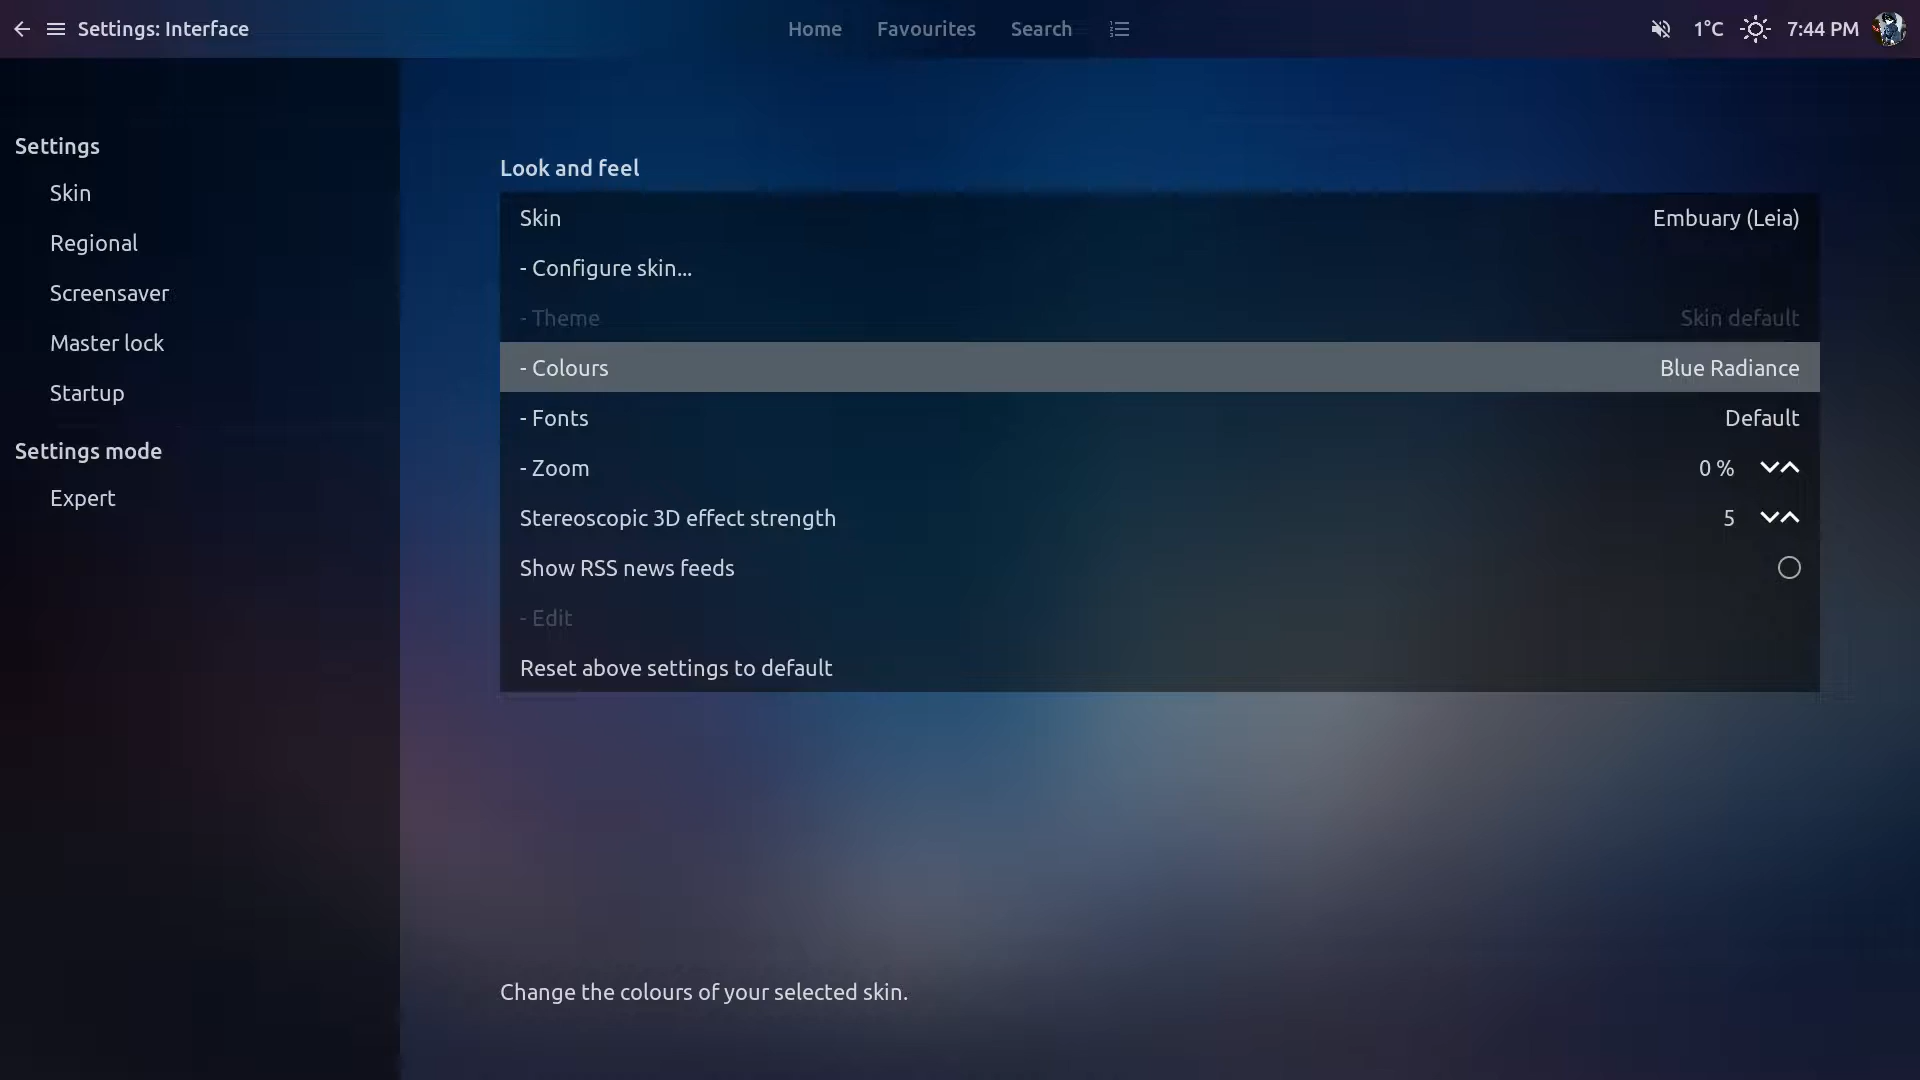 Settings: Interface
Home Favourites Search
1°C 7:44 PM
Settings
Skin
Regional
Screensaver
Master lock
Startup
Settings mode
Expert
Look and feel
Skin Embuary (Leia)
- Configure skin...
- Theme Skin default
- Colours Blue Radiance
- Fonts Default
- Zoom 0 %
Stereoscopic 3D effect strength 5
Show RSS news feeds
- Edit
Reset above settings to default
Change the colours of your selected skin.